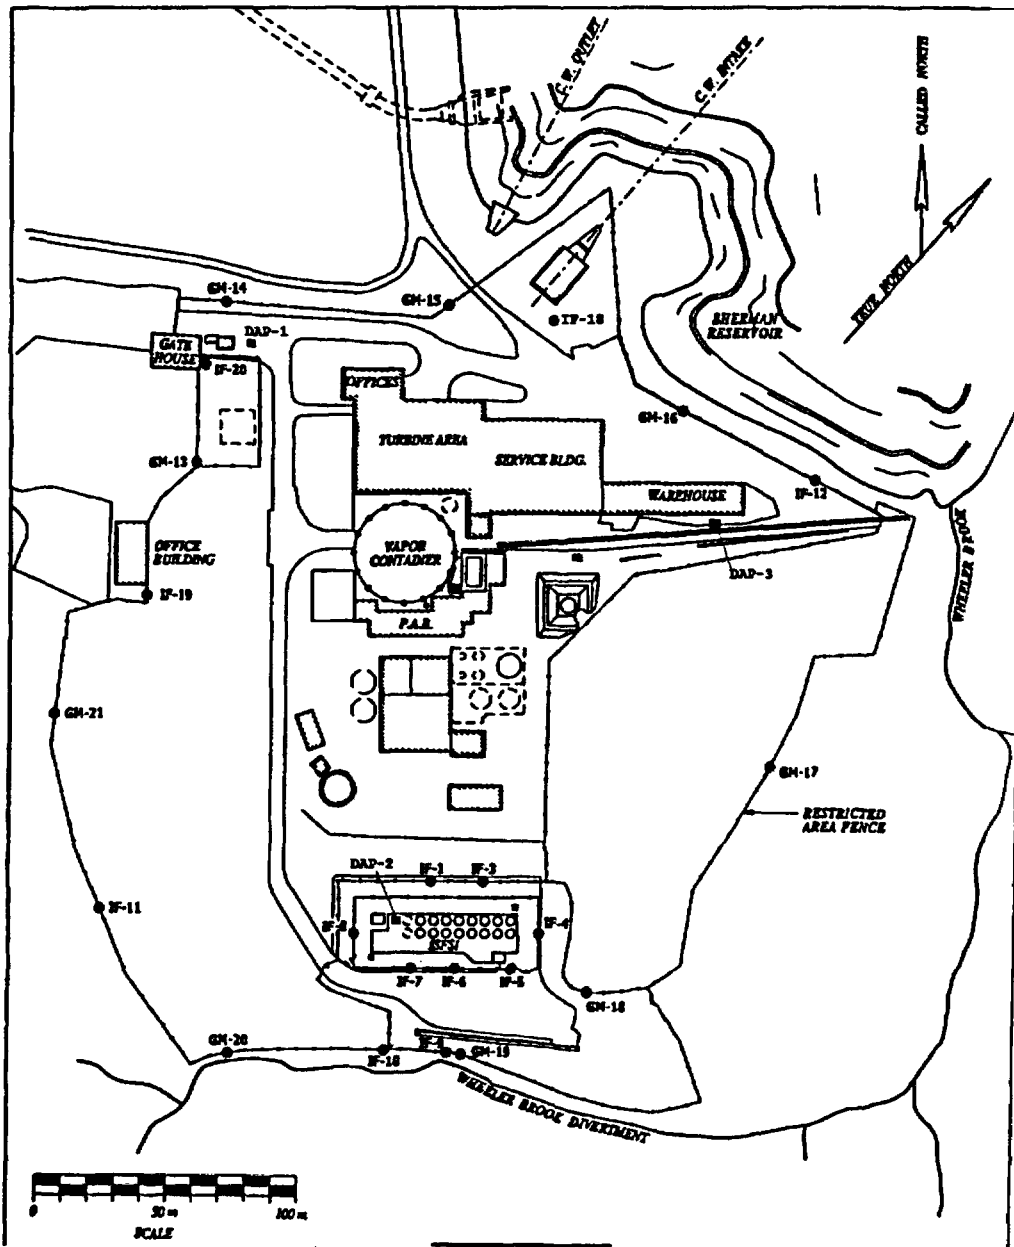 C.W. OUTLET
C.W. INTAKE
CALLED NORTH
TRUE NORTH
GM-14
GM-15
IF-18
SHERMAN
RESERVOIR
DAP-1
GATE
HOUSE
IF-20
OFFICES
GM-16
TURBINE AREA
SERVICE BLDG.
GM-13
IF-12
WAREHOUSE
WHEELER BROOK
OFFICE
BUILDING
VAPOR
CONTAINER
DAP-3
IF-19
P.A.B.
GM-21
GM-17
RESTRICTED
AREA FENCE
DAP-2
IF-1
IF-3
IF-11
IF-2
IF-4
ISFSI
IF-7
IF-6
IF-5
GM-18
GM-20
GM-19
WHEELER BROOK DIVERTMENT
0
50 m
100 m
SCALE